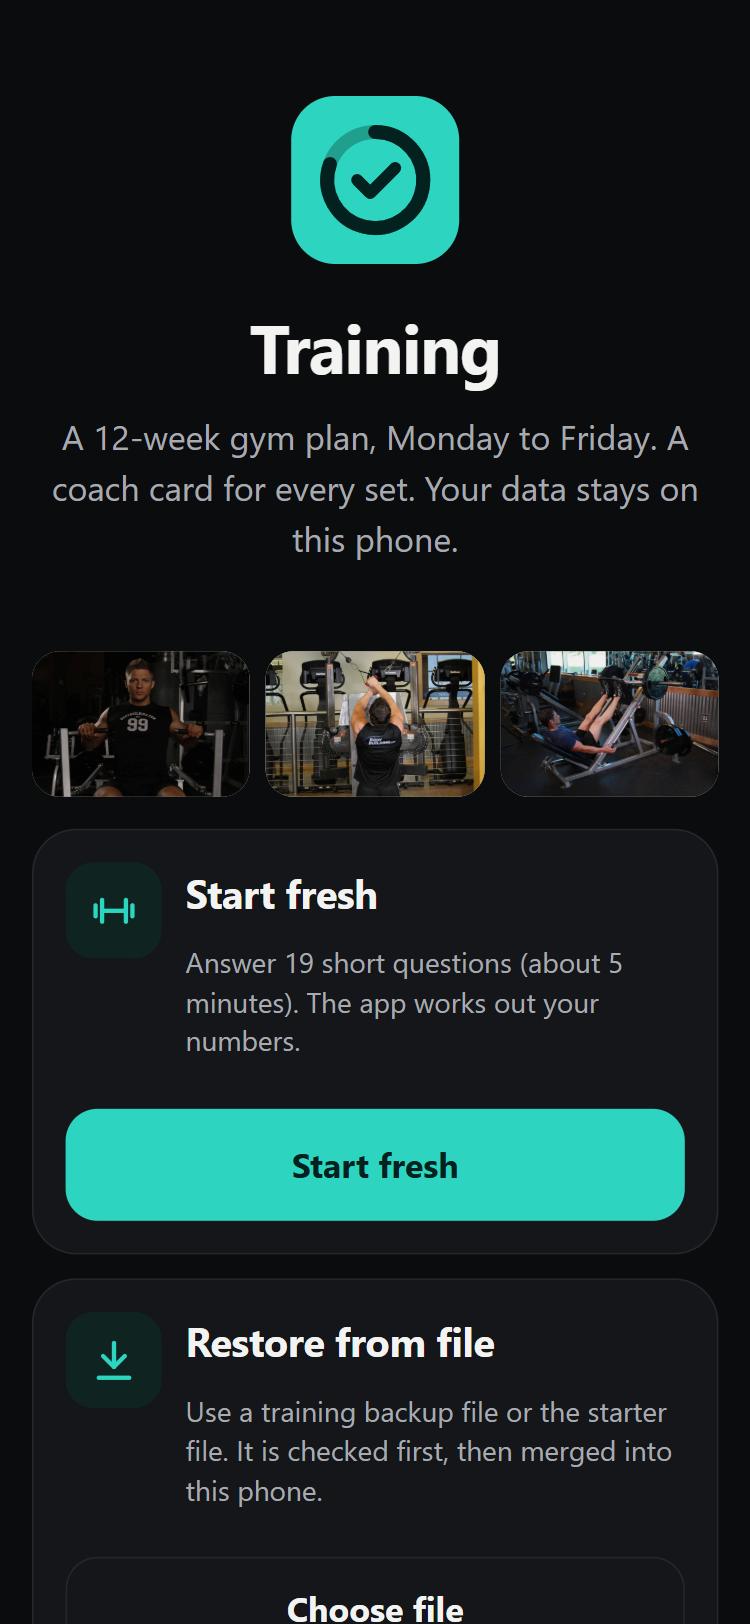 Training
A 12-week gym plan, Monday to Friday. A
coach card for every set. Your data stays on
this phone.
99
Start fresh
Answer 19 short questions (about 5
minutes). The app works out your
numbers.
Start fresh
Restore from file
Use a training backup file or the starter
file. It is checked first, then merged into
this phone.
Choose file